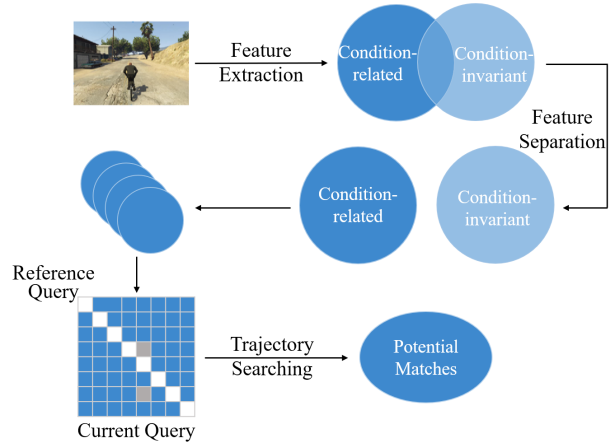 Feature
Extraction
Condition-
related
Condition-
invariant
Feature
Separation
Condition-
related
Condition-
invariant
Reference
Query
Current Query
Trajectory
Searching
Potential
Matches